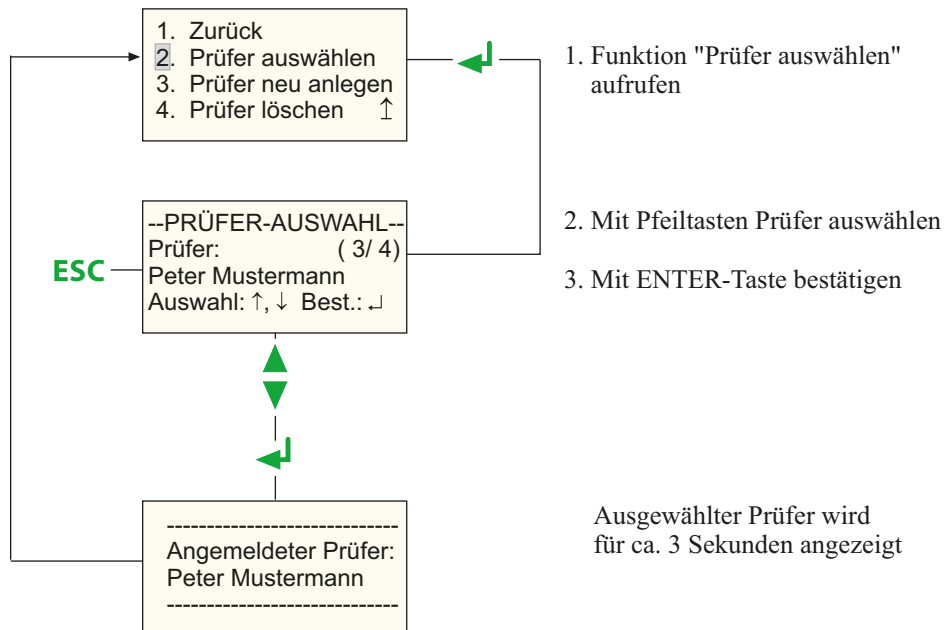 1. Zurück
2. Prüfer auswählen
3. Prüfer neu anlegen
4. Prüfer löschen ↥
1. Funktion "Prüfer auswählen"
aufrufen
--PRÜFER-AUSWAHL--
Prüfer: ( 3/ 4)
Peter Mustermann
Auswahl: ↑, ↓ Best.: ↵
ESC
2. Mit Pfeiltasten Prüfer auswählen
3. Mit ENTER-Taste bestätigen
-----------------------------
Angemeldeter Prüfer:
Peter Mustermann
-----------------------------
Ausgewählter Prüfer wird
für ca. 3 Sekunden angezeigt